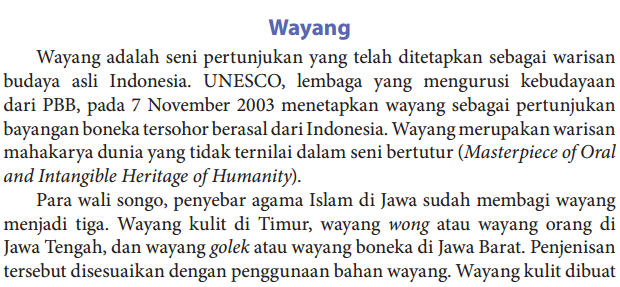 Wayang
Wayang adalah seni pertunjukan yang telah ditetapkan sebagai warisan
budaya asli Indonesia. UNESCO, lembaga yang mengurusi kebudayaan
dari PBB, pada 7 November 2003 menetapkan wayang sebagai pertunjukan
bayangan boneka tersohor berasal dari Indonesia. Wayang merupakan warisan
mahakarya dunia yang tidak ternilai dalam seni bertutur (Masterpiece of Oral
and Intangible Heritage of Humanity).
Para wali songo, penyebar agama Islam di Jawa sudah membagi wayang
menjadi tiga. Wayang kulit di Timur, wayang wong atau wayang orang di
Jawa Tengah, dan wayang golek atau wayang boneka di Jawa Barat. Penjenisan
tersebut disesuaikan dengan penggunaan bahan wayang. Wayang kulit dibuat